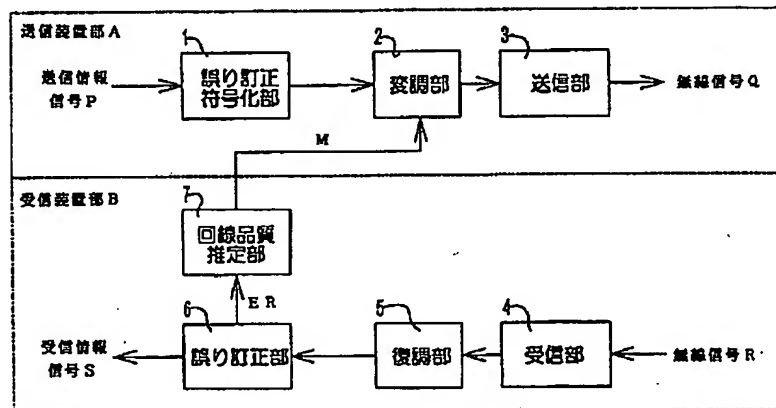 送信装置部A
1
2
3
送信情報
信号P
誤り訂正
符号化部
変調部
送信部
無線信号Q
M
受信装置部B
7
回線品質
推定部
ER
6
5
4
受信情報
信号S
誤り訂正部
復調部
受信部
無線信号R